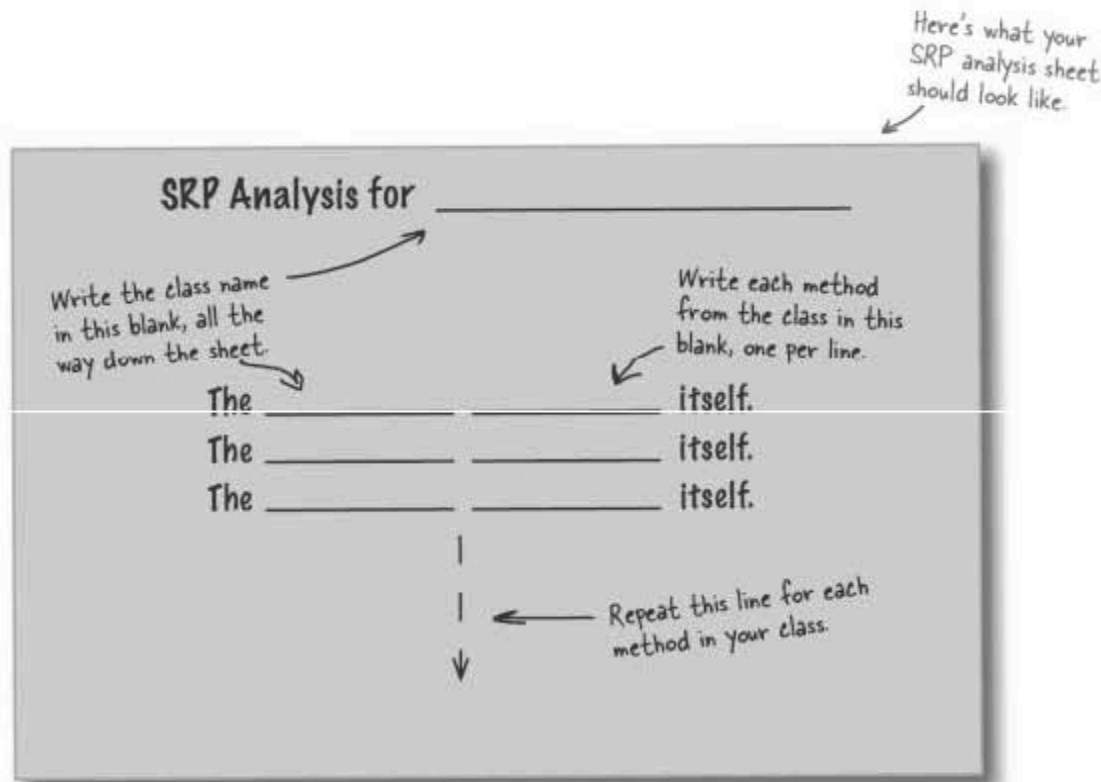 Here's what your
SRP analysis sheet
should look like.
SRP Analysis for
Write the class name
in this blank, all the
way down the sheet.
Write each method
from the class in this
blank, one per line.
The itself.
The itself.
The itself.
Repeat this line for each
method in your class.